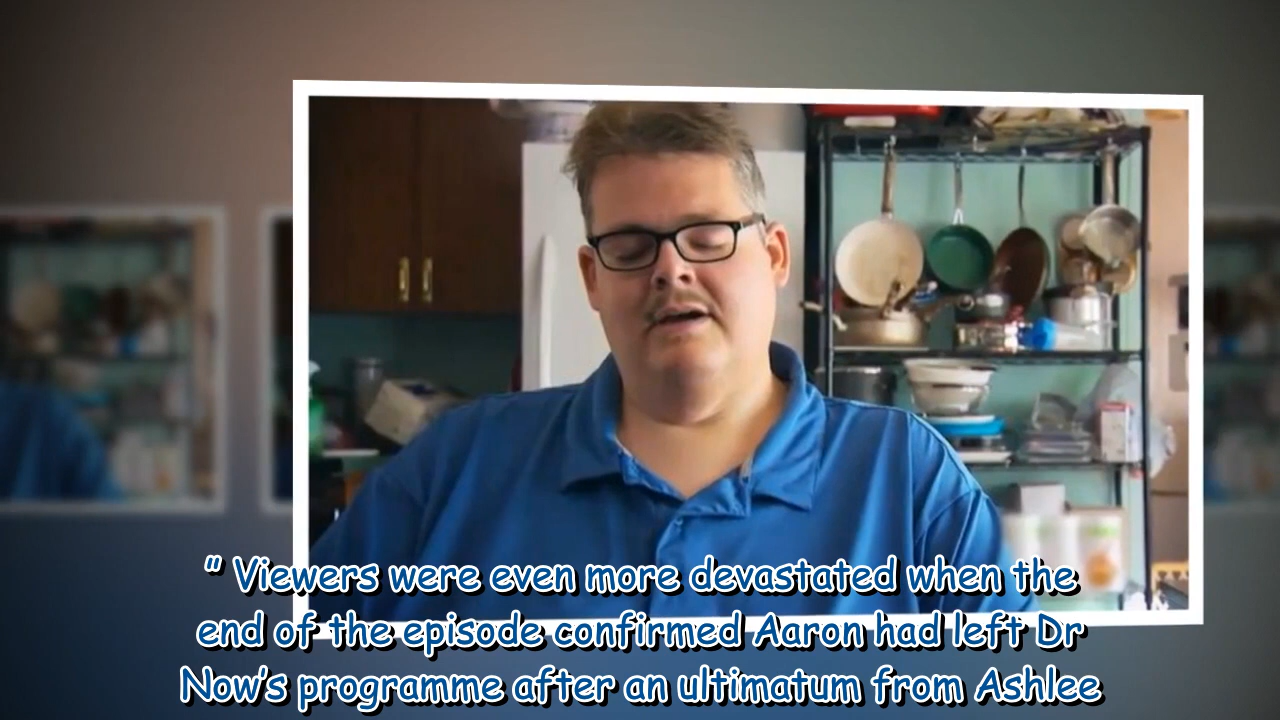 ” Viewers were even more devastated when the
end of the episode confirmed Aaron had left Dr
Now’s programme after an ultimatum from Ashlee